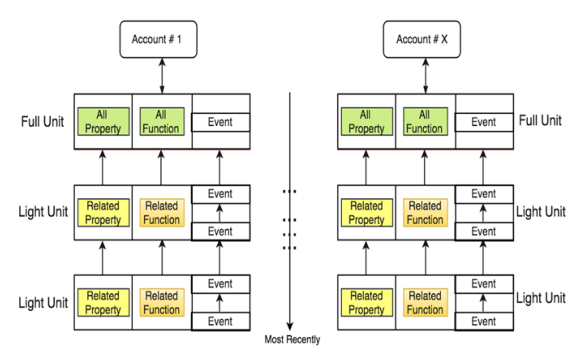 Account # 1
Account # X
Full Unit
All
Property
All
Function
Event
All
Property
All
Function
Event
Full Unit
Light Unit
Related
Property
Related
Function
Event
Event
Related
Property
Related
Function
Event
Event
Light Unit
Light Unit
Related
Property
Related
Function
Event
Event
Related
Property
Related
Function
Event
Event
Light Unit
Most Recently